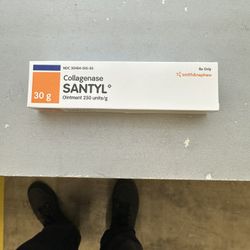 NDC 50484-010-30
Rx Only
Collagenase
SANTYL◊
Ointment 250 units/g
30 g
smith&nephew